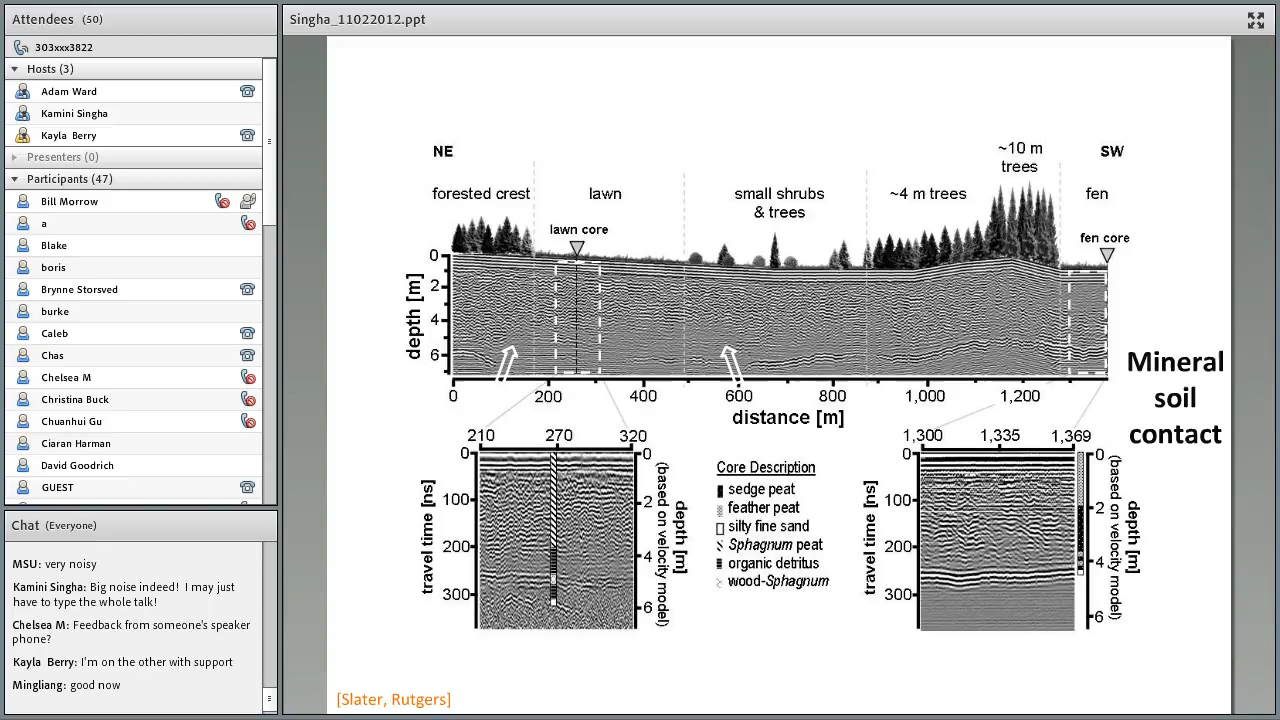 Attendees (50)
303xxx3822
Hosts (3)
Adam Ward
Kamini Singha
Kayla Berry
Presenters (0)
Participants (47)
Bill Morrow
a
Blake
boris
Brynne Storsved
burke
Caleb
Chas
Chelsea M
Christina Buck
Chuanhui Gu
Ciaran Harman
David Goodrich
GUEST
Chat (Everyone)
MSU: very noisy
Kamini Singha: Big noise indeed! I may just
have to type the whole talk!
Chelsea M: Feedback from someone's speaker
phone?
Kayla Berry: I'm on the other with support
Mingliang: good now
Singha_11022012.ppt
NE
~10 m
trees
SW
forested crest
lawn
small shrubs
& trees
~4 m trees
fen
lawn core
fen core
depth [m]
0
2
4
6
0 200 400 600 800 1,000 1,200
distance [m]
Mineral
soil
contact
210 270 320
travel time [ns]
0
100
200
300
0
2
4
6
depth [m]
(based on velocity model)
Core Description
sedge peat
feather peat
silty fine sand
Sphagnum peat
organic detritus
wood-Sphagnum
1,300 1,335 1,369
travel time [ns]
0
100
200
300
0
2
4
6
depth [m]
(based on velocity model)
[Slater, Rutgers]